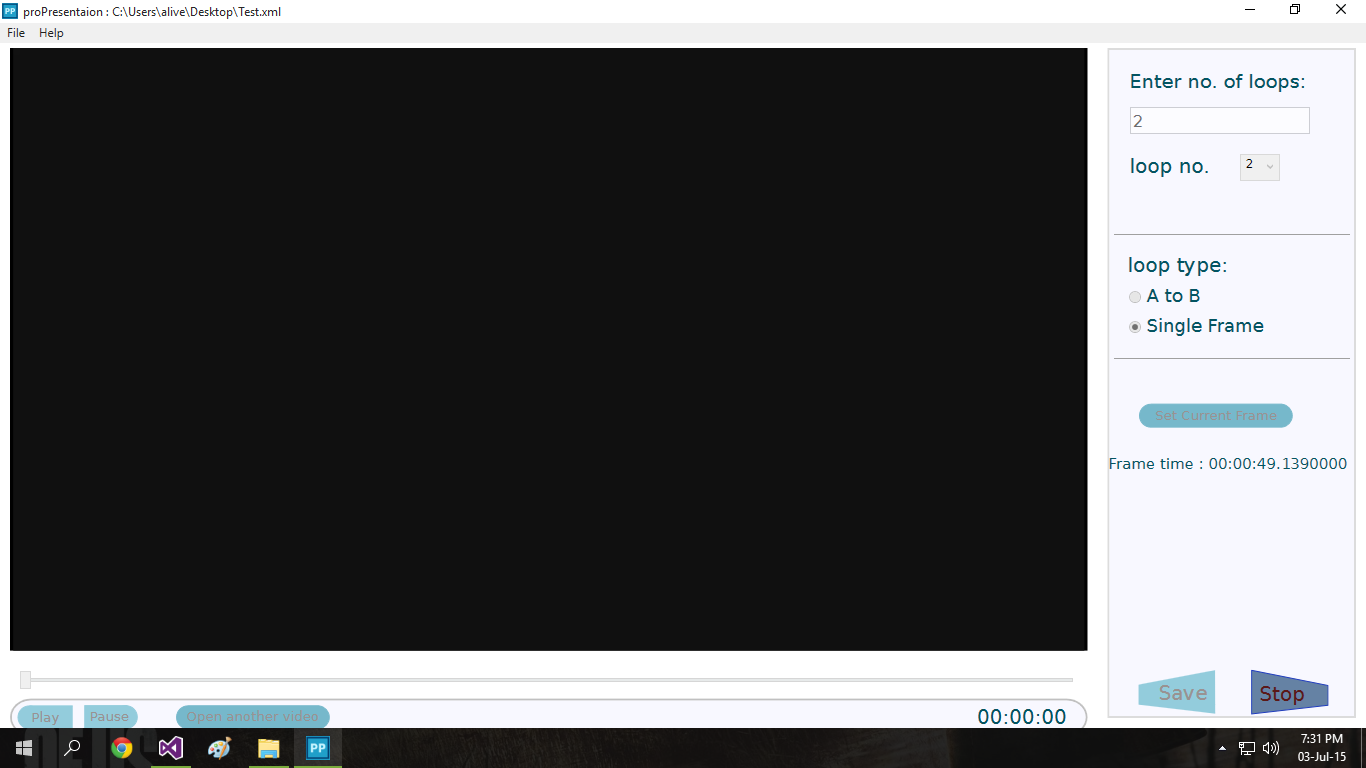 PP proPresentaion : C:\Users\alive\Desktop\Test.xml
File Help
Enter no. of loops:
2
loop no. 2
loop type:
A to B
Single Frame
Set Current Frame
Frame time : 00:00:49.1390000
Save Stop
Play Pause Open another video 00:00:00
PP
7:31 PM
03-Jul-15